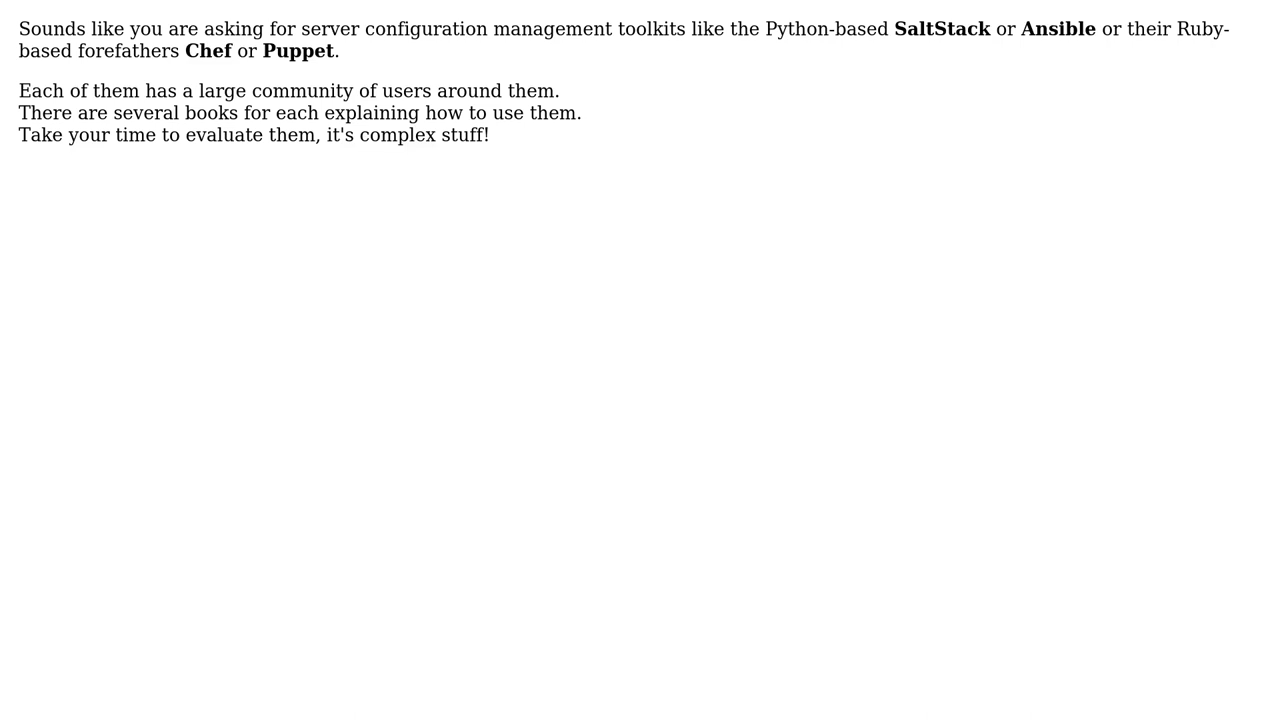 Sounds like you are asking for server configuration management toolkits like the Python-based SaltStack or Ansible or their Ruby-
based forefathers Chef or Puppet.
Each of them has a large community of users around them.
There are several books for each explaining how to use them.
Take your time to evaluate them, it's complex stuff!